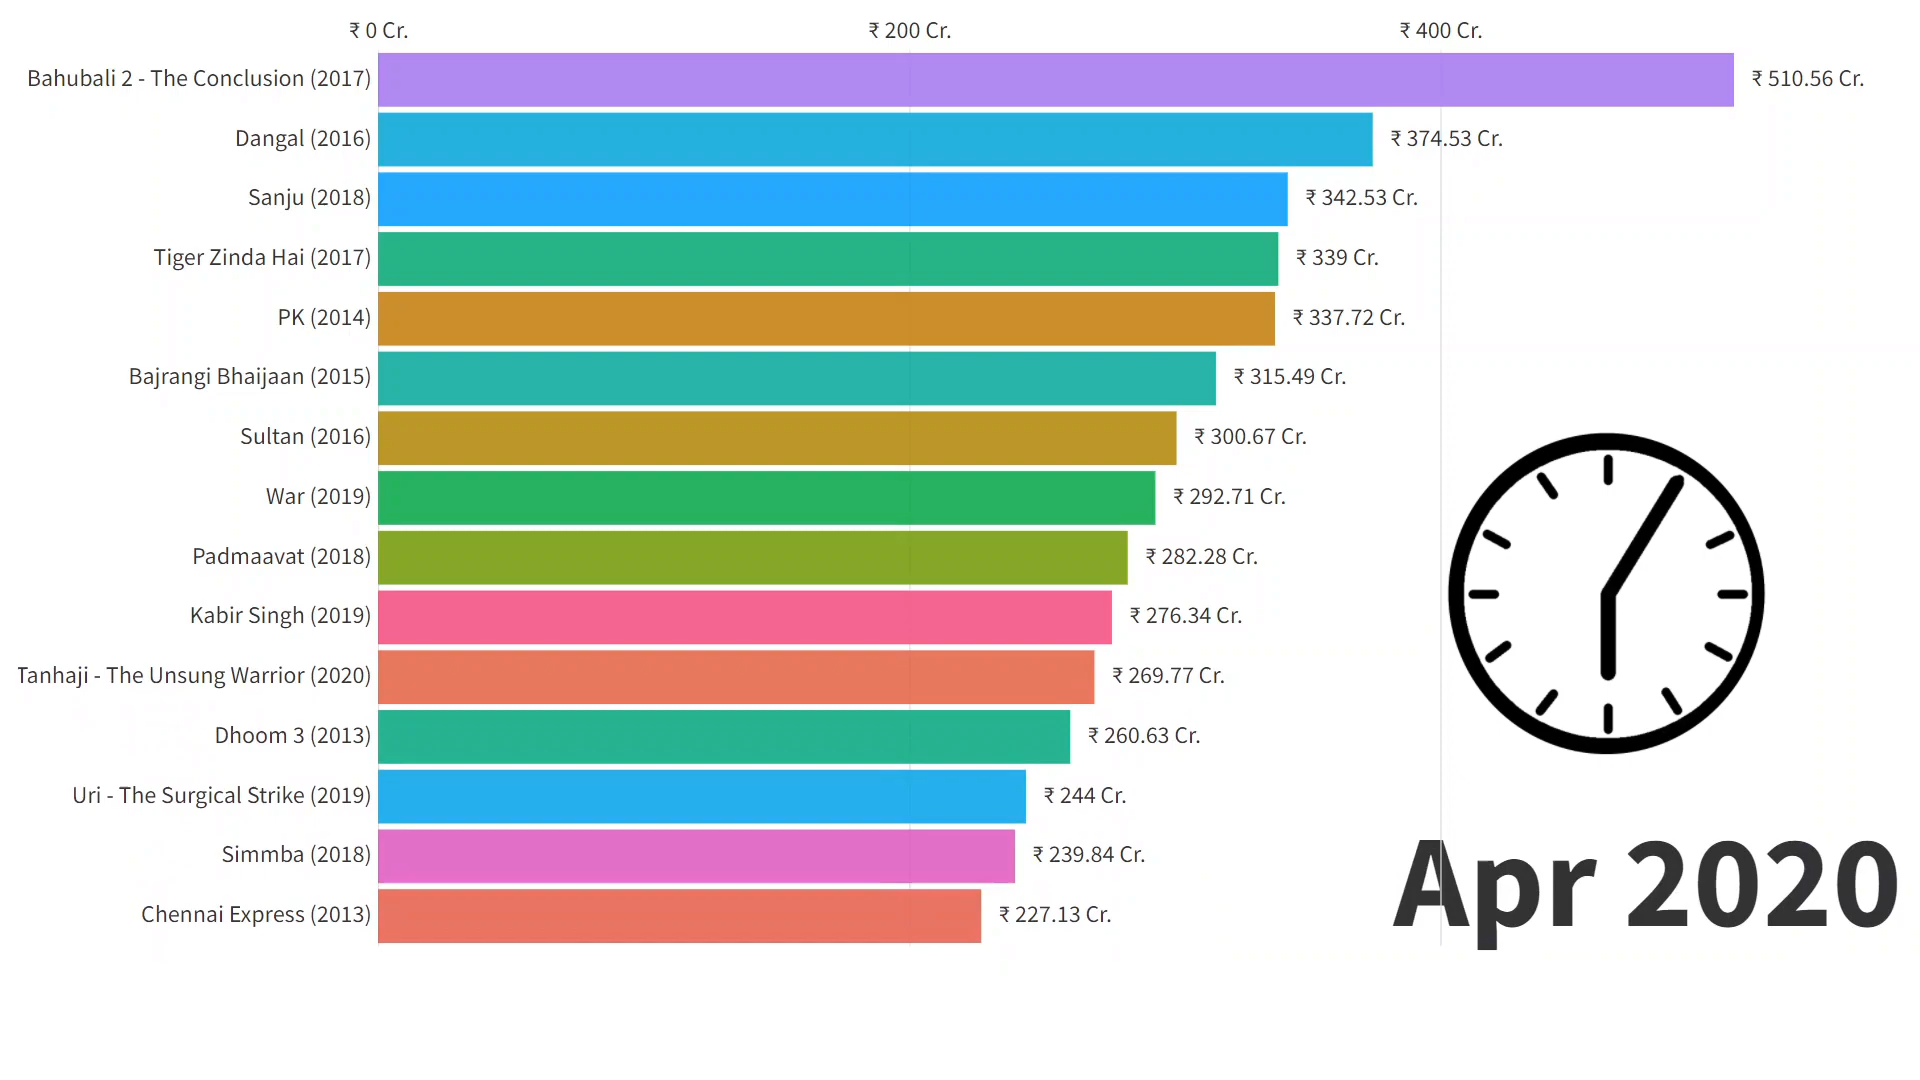 ₹ 0 Cr. ₹ 200 Cr. ₹ 400 Cr.
Bahubali 2 - The Conclusion (2017) ₹ 510.56 Cr.
Dangal (2016) ₹ 374.53 Cr.
Sanju (2018) ₹ 342.53 Cr.
Tiger Zinda Hai (2017) ₹ 339 Cr.
PK (2014) ₹ 337.72 Cr.
Bajrangi Bhaijaan (2015) ₹ 315.49 Cr.
Sultan (2016) ₹ 300.67 Cr.
War (2019) ₹ 292.71 Cr.
Padmaavat (2018) ₹ 282.28 Cr.
Kabir Singh (2019) ₹ 276.34 Cr.
Tanhaji - The Unsung Warrior (2020) ₹ 269.77 Cr.
Dhoom 3 (2013) ₹ 260.63 Cr.
Uri - The Surgical Strike (2019) ₹ 244 Cr.
Simmba (2018) ₹ 239.84 Cr.
Chennai Express (2013) ₹ 227.13 Cr.
Apr 2020